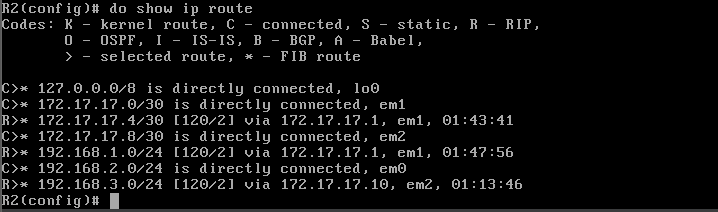 R2(config)# do show ip route
Codes: K - kernel route, C - connected, S - static, R - RIP,
O - OSPF, I - IS-IS, B - BGP, A - Babel,
> - selected route, * - FIB route
C>* 127.0.0.0/8 is directly connected, lo0
C>* 172.17.17.0/30 is directly connected, em1
R>* 172.17.17.4/30 [120/2] via 172.17.17.1, em1, 01:43:41
C>* 172.17.17.8/30 is directly connected, em2
R>* 192.168.1.0/24 [120/2] via 172.17.17.1, em1, 01:47:56
C>* 192.168.2.0/24 is directly connected, em0
R>* 192.168.3.0/24 [120/2] via 172.17.17.10, em2, 01:13:46
R2(config)#